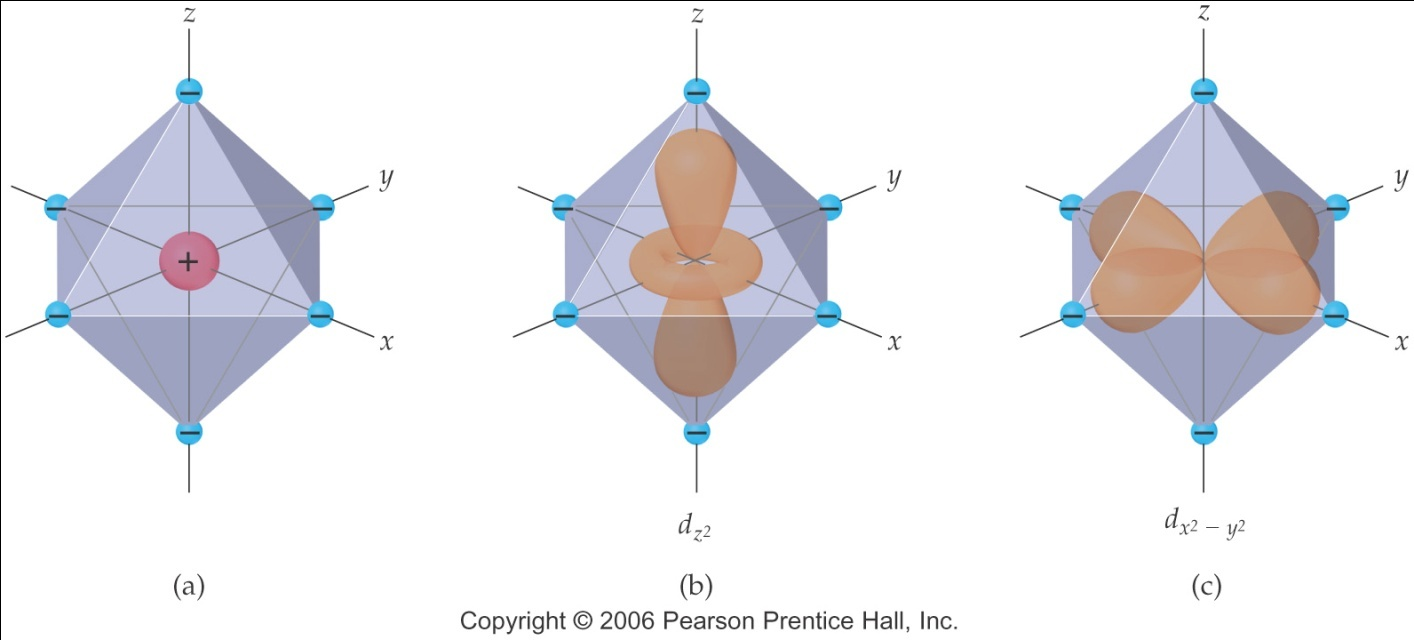 z
z
z
y
y
y
−
−
−
−
−
−
−
−
−
+
−
−
−
−
−
−
x
x
x
−
−
−
d_{z²}
d_{x² − y²}
(a)
(b)
(c)
Copyright © 2006 Pearson Prentice Hall, Inc.